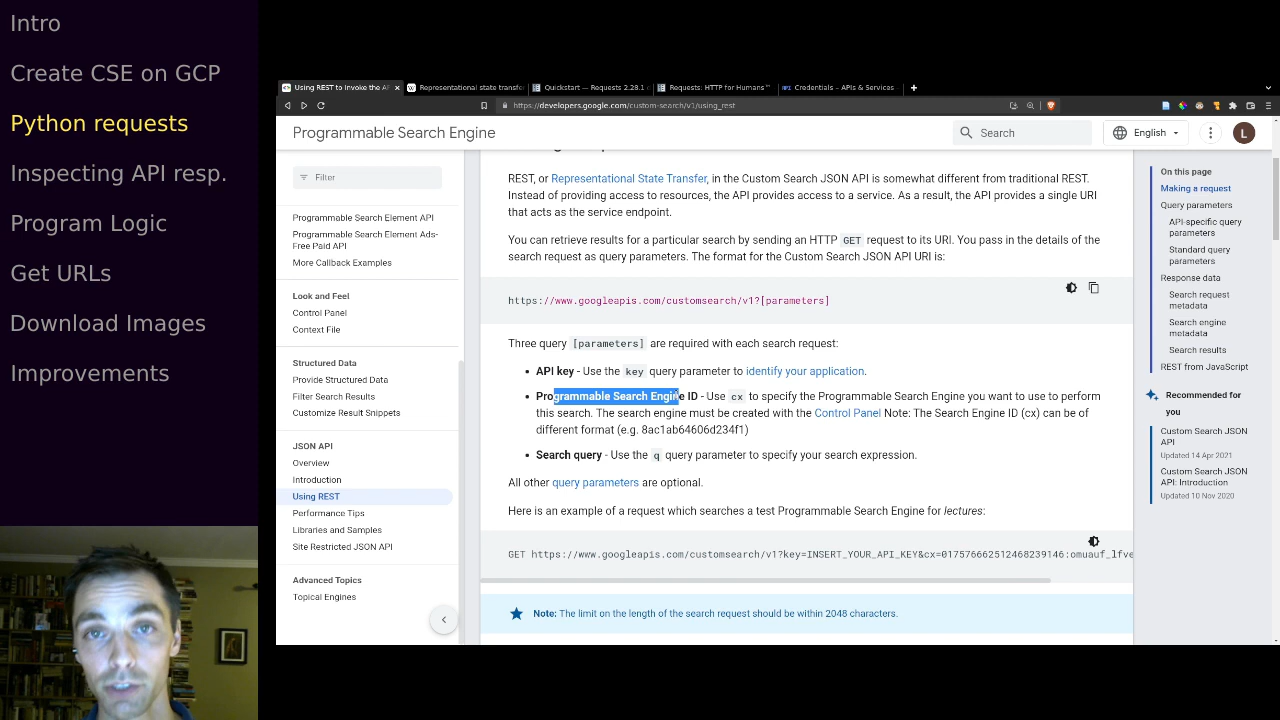 Intro
Create CSE on GCP
Python requests
Inspecting API resp.
Program Logic
Get URLs
Download Images
Improvements
Using REST to Invoke the AP
Representational state transfe
Quickstart — Requests 2.28.1
Requests: HTTP for Humans™
Credentials – APIs & Services
https://developers.google.com/custom-search/v1/using_rest
Programmable Search Engine
Search
English
L
Filter
Programmable Search Element API
Programmable Search Element Ads-
Free Paid API
More Callback Examples
Look and Feel
Control Panel
Context File
Structured Data
Provide Structured Data
Filter Search Results
Customize Result Snippets
JSON API
Overview
Introduction
Using REST
Performance Tips
Libraries and Samples
Site Restricted JSON API
Advanced Topics
Topical Engines
REST, or Representational State Transfer, in the Custom Search JSON API is somewhat different from traditional REST.
Instead of providing access to resources, the API provides access to a service. As a result, the API provides a single URI
that acts as the service endpoint.
You can retrieve results for a particular search by sending an HTTP GET request to its URI. You pass in the details of the
search request as query parameters. The format for the Custom Search JSON API URI is:
https://www.googleapis.com/customsearch/v1?[parameters]
Three query [parameters] are required with each search request:
• API key - Use the key query parameter to identify your application.
• Programmable Search Engine ID - Use cx to specify the Programmable Search Engine you want to use to perform
this search. The search engine must be created with the Control Panel Note: The Search Engine ID (cx) can be of
different format (e.g. 8ac1ab64606d234f1)
• Search query - Use the q query parameter to specify your search expression.
All other query parameters are optional.
Here is an example of a request which searches a test Programmable Search Engine for lectures:
GET https://www.googleapis.com/customsearch/v1?key=INSERT_YOUR_API_KEY&cx=017576662512468239146:omuauf_lfve
Note: The limit on the length of the search request should be within 2048 characters.
On this page
Making a request
Query parameters
API-specific query
parameters
Standard query
parameters
Response data
Search request
metadata
Search engine
metadata
Search results
REST from JavaScript
Recommended for
you
Custom Search JSON
API
Updated 14 Apr 2021
Custom Search JSON
API: Introduction
Updated 10 Nov 2020